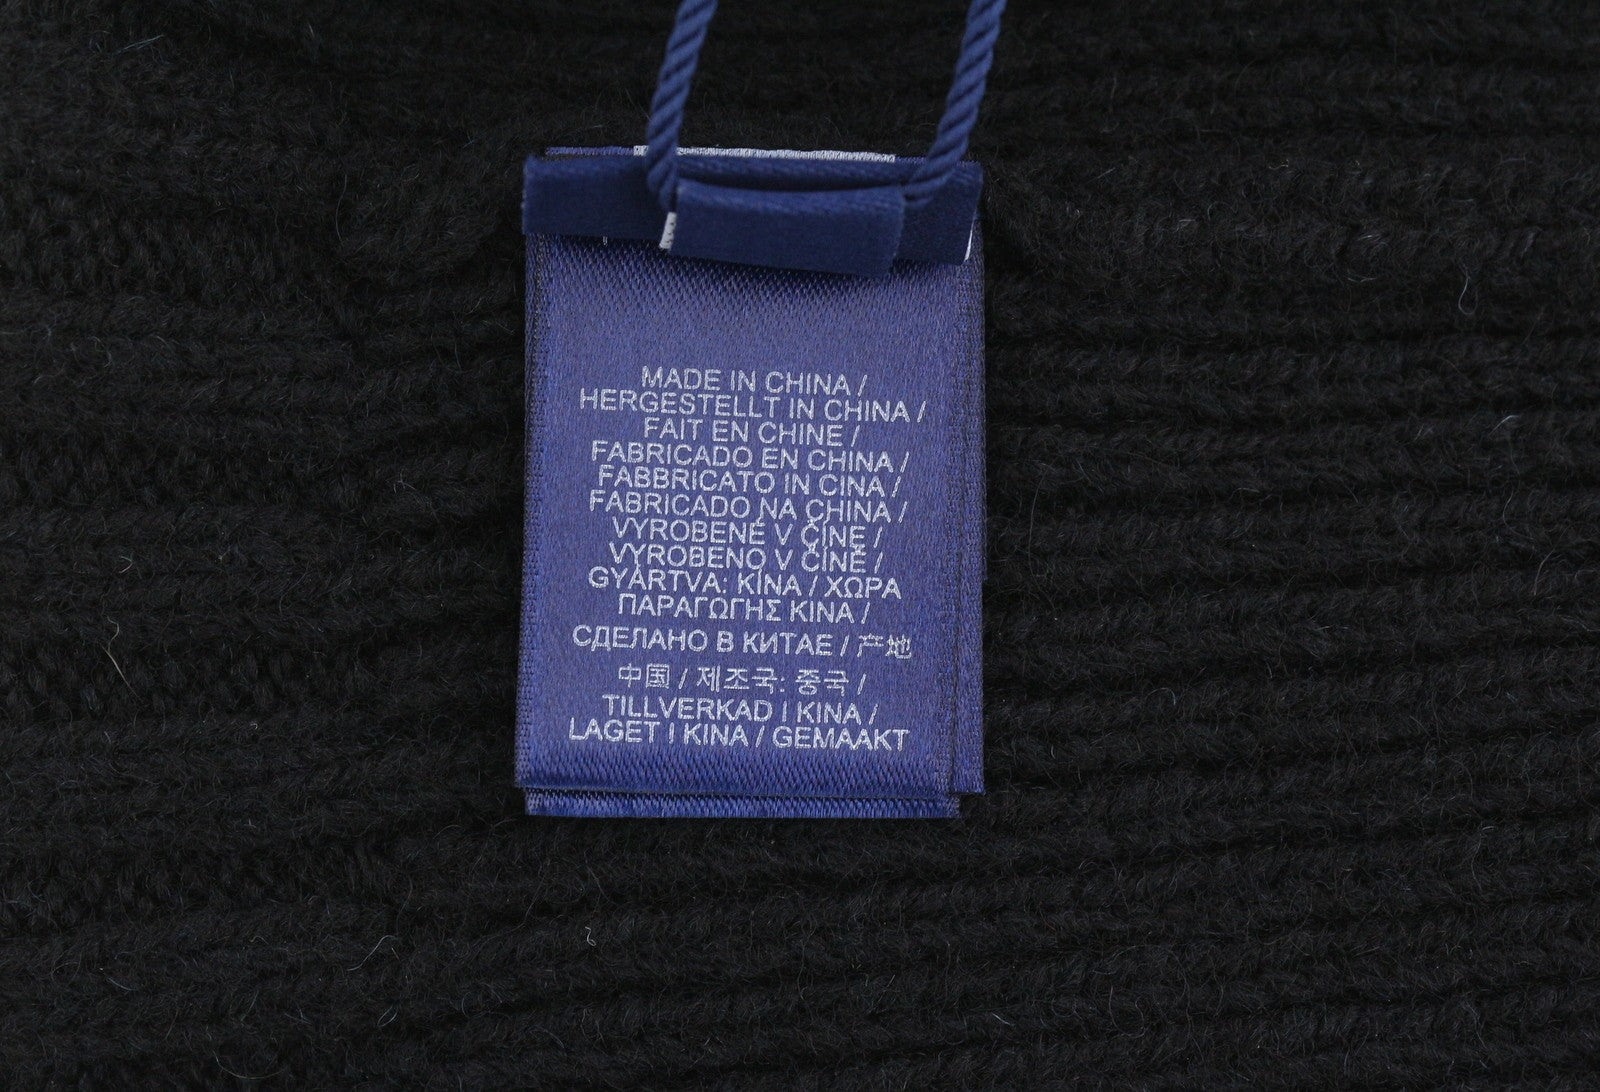 MADE IN CHINA /
HERGESTELLT IN CHINA /
FAIT EN CHINE /
FABRICADO EN CHINA /
FABBRICATO IN CINA /
FABRICADO NA CHINA /
VYROBENÉ V ČÍNE /
VYROBENO V ČÍNĚ /
GYÁRTVA: KÍNA / ΧΩΡΑ
ΠΑΡΑΓΩΓΗΣ ΚΙΝΑ /
СДЕЛАНО В КИТАЕ / 产地
中国 / 제조국: 중국 /
TILLVERKAD I KINA /
LAGET I KINA / GEMAAKT